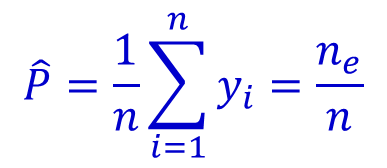 P̂ = 1/n ∑_{i=1}^{n} y_i = n_e/n